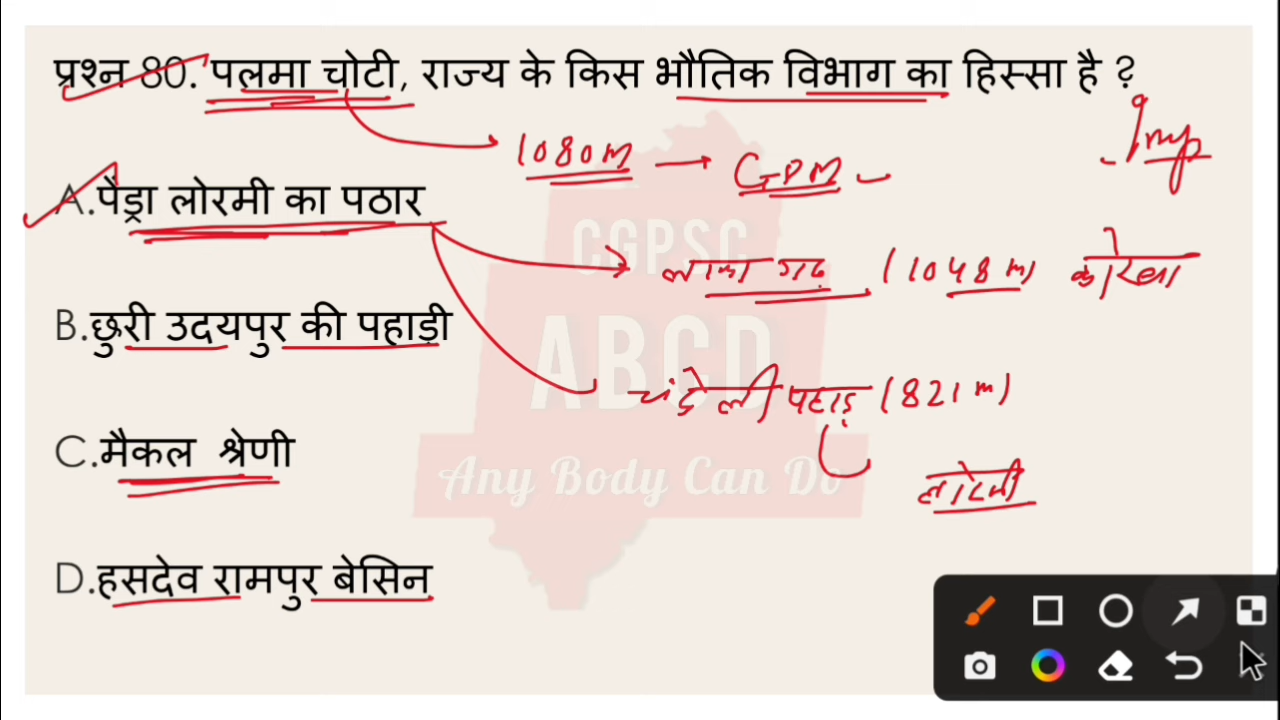 प्रश्न 80. पलमा चोटी, राज्य के किस भौतिक विभाग का हिस्सा है ?
1080m → GPM
Imp
A.पेंड्रा लोरमी का पठार
CGPSC
लाफा गढ़ (1048 m) कोरबा
B.छुरी उदयपुर की पहाड़ी
ABCD
पहाड़ (821m)
C.मैकल श्रेणी
Any Body Can Do
लोरमी
D.हसदेव रामपुर बेसिन